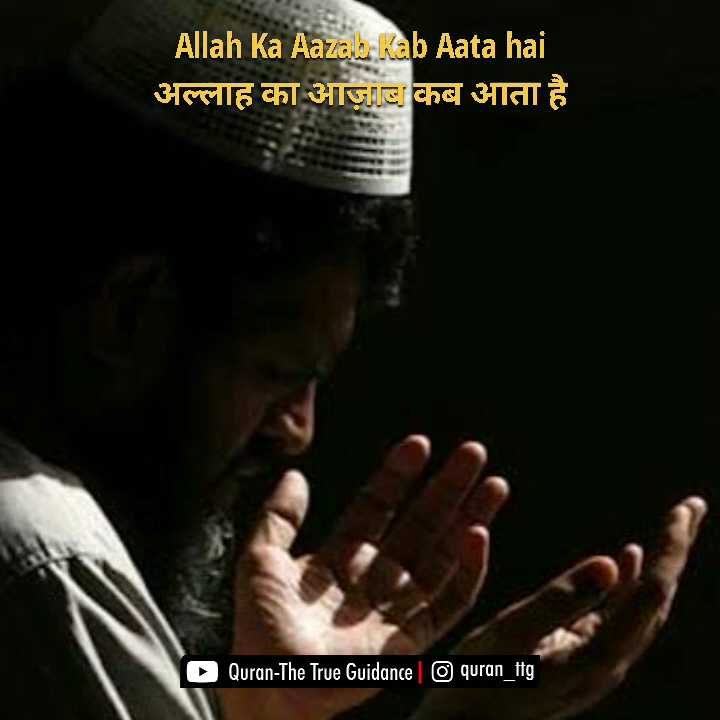 Allah Ka Aazab Kab Aata hai
अल्लाह का आज़ाब कब आता है
Quran-The True Guidance | quran_ttg